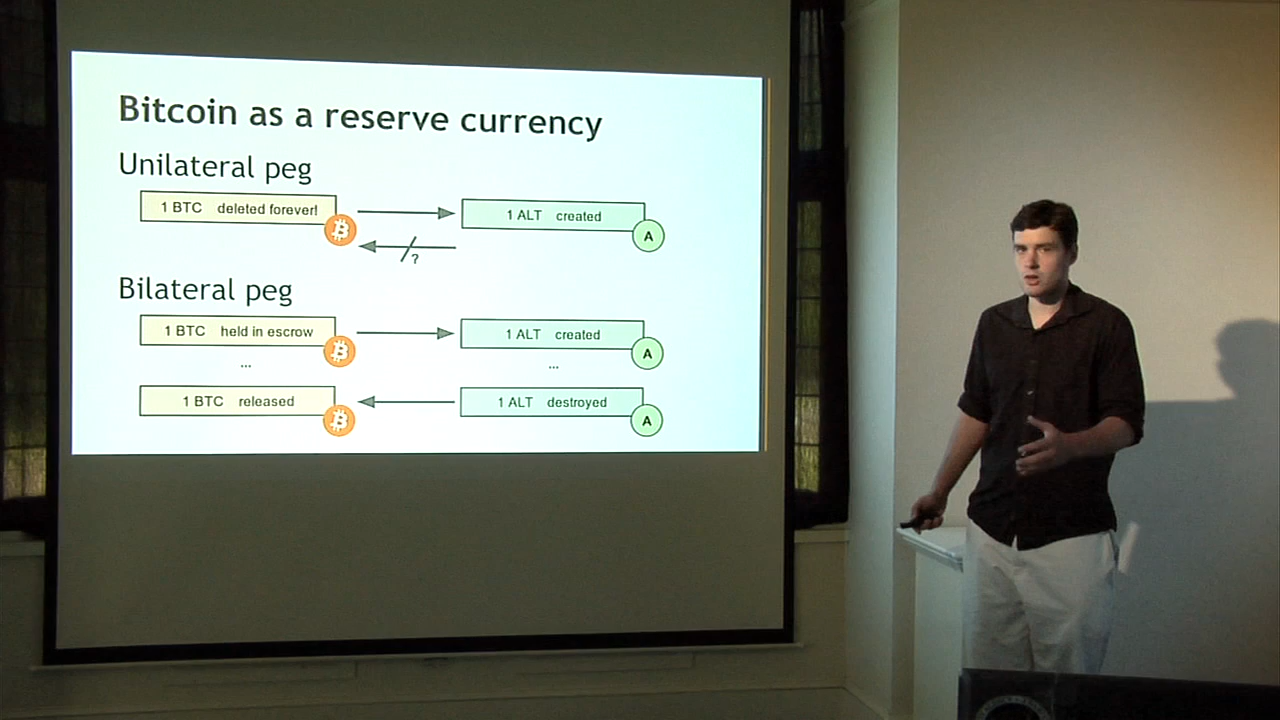 Bitcoin as a reserve currency
Unilateral peg
1 BTC deleted forever!
1 ALT created
A
?
Bilateral peg
1 BTC held in escrow
1 ALT created
A
...
...
1 BTC released
1 ALT destroyed
A